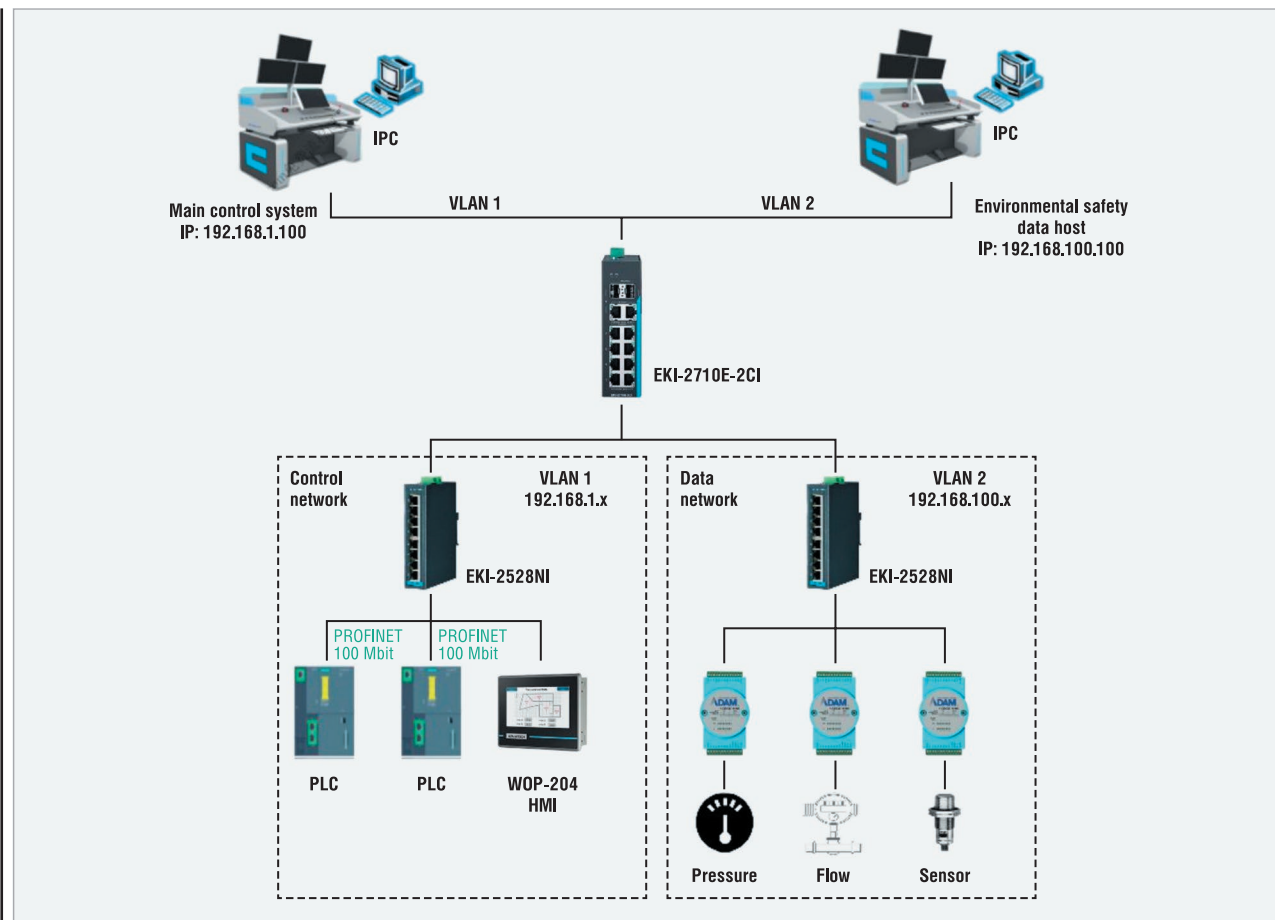 IPC
IPC
Main control system
IP: 192.168.1.100
VLAN 1
VLAN 2
Environmental safety
data host
IP: 192.168.100.100
EKI-2710E-2CI
Control
network
VLAN 1
192.168.1.x
EKI-2528NI
PROFINET
100 Mbit
PROFINET
100 Mbit
PLC
PLC
WOP-204
HMI
Data
network
VLAN 2
192.168.100.x
EKI-2528NI
ADAM
ADAM
ADAM
Pressure
Flow
Sensor